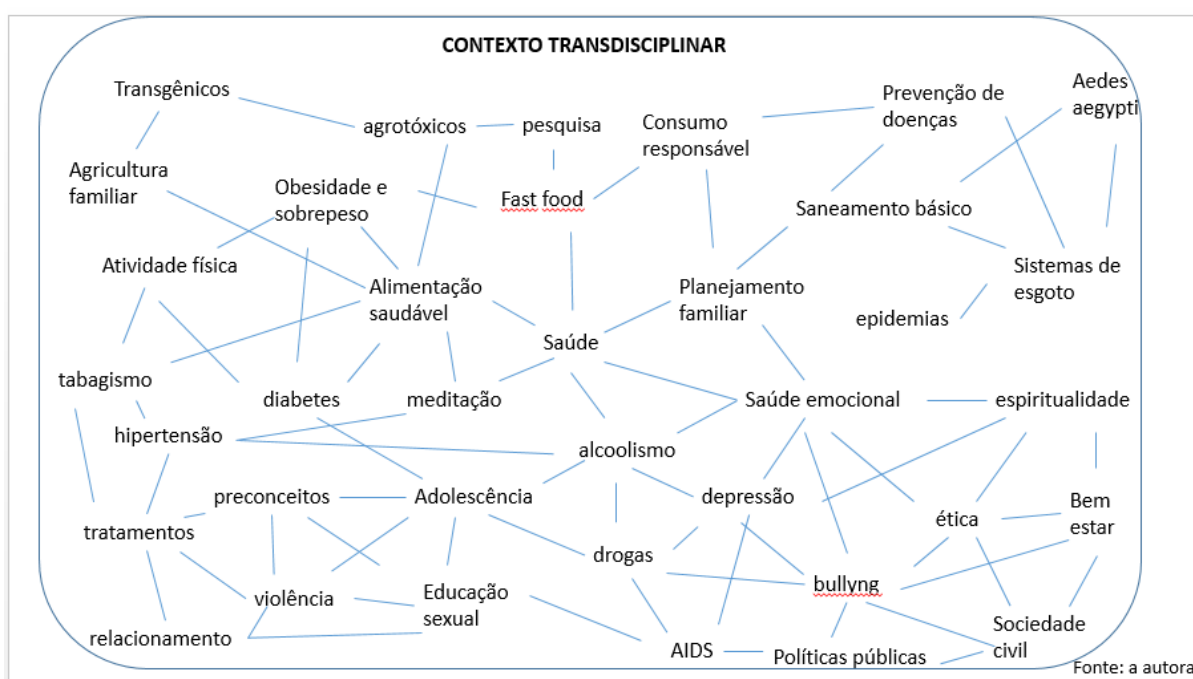 CONTEXTO TRANSDISCIPLINAR
Transgênicos
agrotóxicos
pesquisa
Consumo
responsável
Prevenção de
doenças
Aedes
aegypti
Agricultura
familiar
Obesidade e
sobrepeso
Fast food
Saneamento básico
Atividade física
Alimentação
saudável
Planejamento
familiar
Sistemas de
esgoto
epidemias
Saúde
tabagismo
diabetes
meditação
Saúde emocional
espiritualidade
hipertensão
alcoolismo
preconceitos
Adolescência
depressão
ética
Bem
estar
tratamentos
drogas
bullyng
violência
Educação
sexual
relacionamento
AIDS
Políticas públicas
Sociedade
civil
Fonte: a autora